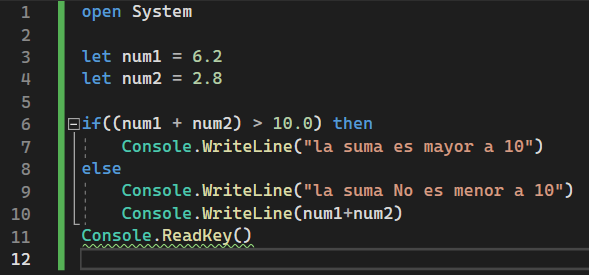 1 open System
2
3 let num1 = 6.2
4 let num2 = 2.8
5
6 if((num1 + num2) > 10.0) then
7     Console.WriteLine("la suma es mayor a 10")
8 else
9     Console.WriteLine("la suma No es menor a 10")
10     Console.WriteLine(num1+num2)
11 Console.ReadKey()
12